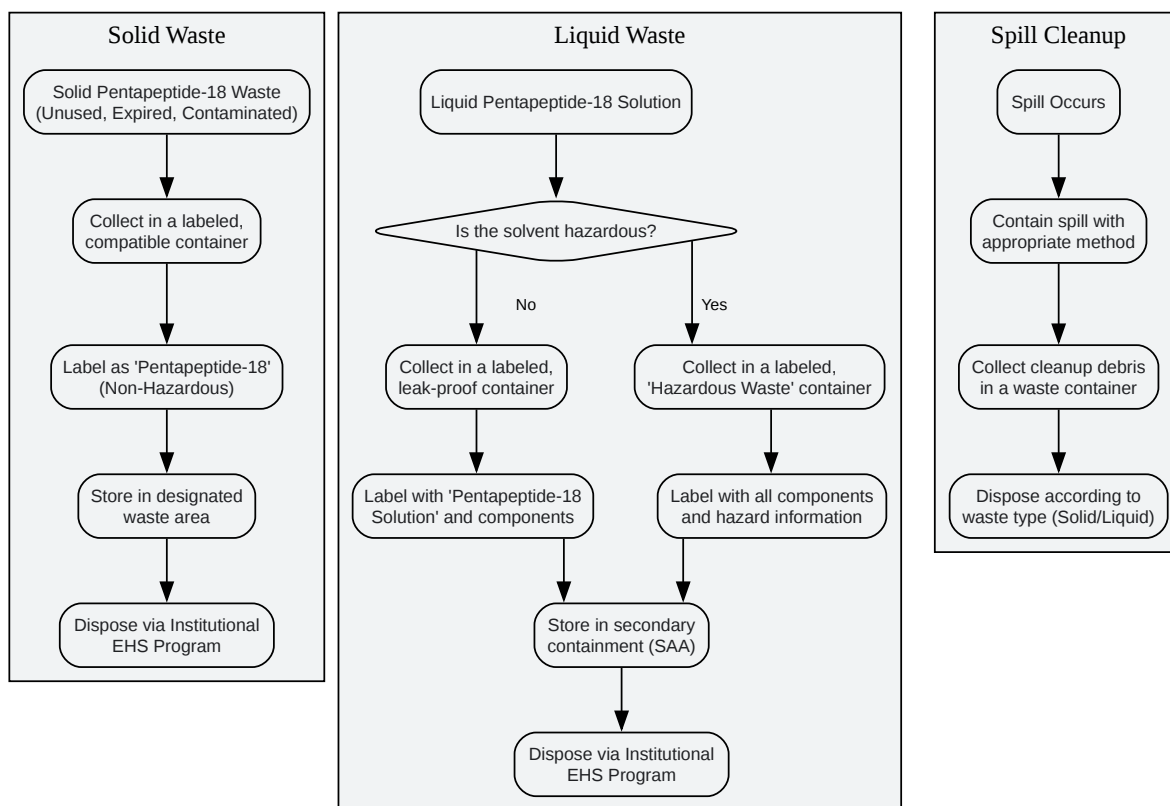 Solid Waste
Solid Pentapeptide-18 Waste
(Unused, Expired, Contaminated)
Collect in a labeled,
compatible container
Label as 'Pentapeptide-18'
(Non-Hazardous)
Store in designated
waste area
Dispose via Institutional
EHS Program
Liquid Waste
Liquid Pentapeptide-18 Solution
Is the solvent hazardous?
No
Yes
Collect in a labeled,
leak-proof container
Collect in a labeled,
'Hazardous Waste' container
Label with 'Pentapeptide-18
Solution' and components
Label with all components
and hazard information
Store in secondary
containment (SAA)
Dispose via Institutional
EHS Program
Spill Cleanup
Spill Occurs
Contain spill with
appropriate method
Collect cleanup debris
in a waste container
Dispose according to
waste type (Solid/Liquid)